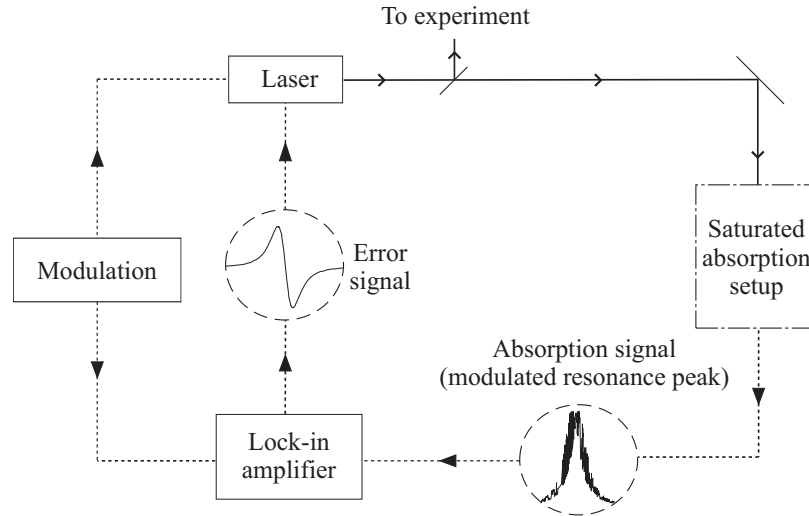 To experiment
Laser
Modulation
Error
signal
Saturated
absorption
setup
Absorption signal
(modulated resonance peak)
Lock-in
amplifier